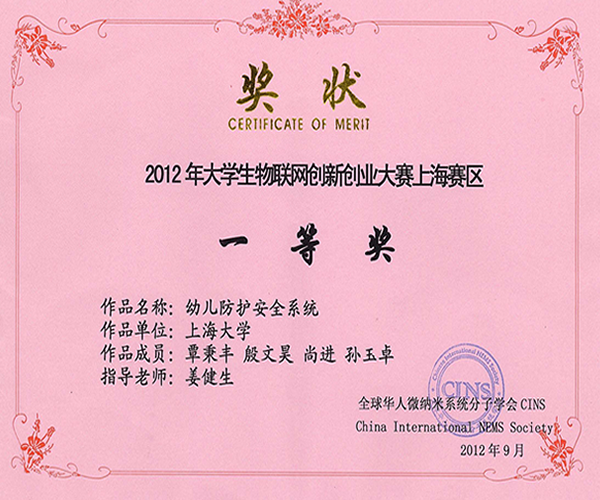 奖状
CERTIFICATE OF MERIT
2012年大学生物联网创新创业大赛上海赛区
一等奖
作品名称：幼儿防护安全系统
作品单位：上海大学
作品成员：覃秉丰 殷文昊 尚进 孙玉卓
指导老师：姜健生
CINS
全球华人微纳米系统分子学会CINS
China International NEMS Society
2012年9月